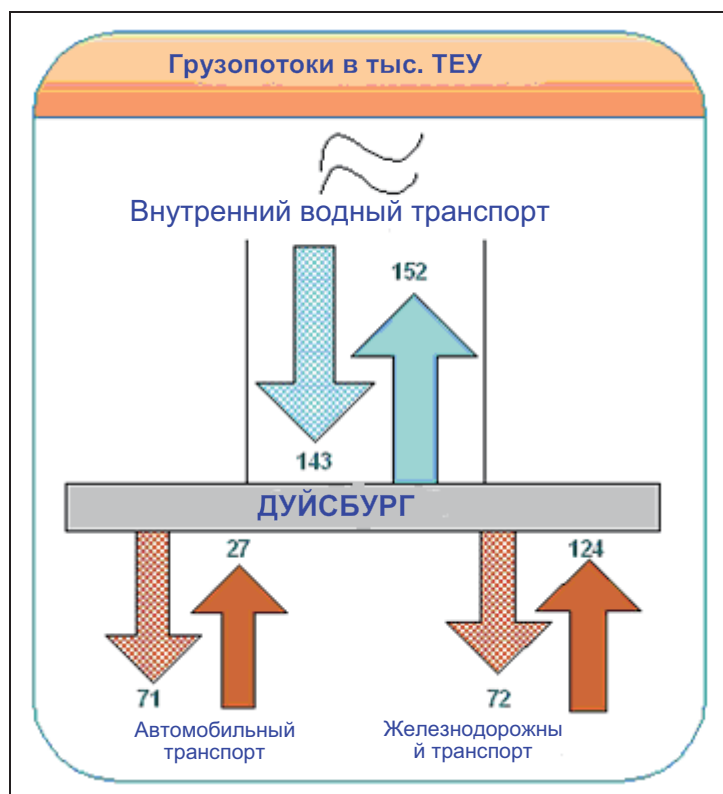 Грузопотоки в тыс. ТЕУ
Внутренний водный транспорт
152
143
ДУЙСБУРГ
27
124
71
72
Автомобильный
транспорт
Железнодорожны
й транспорт